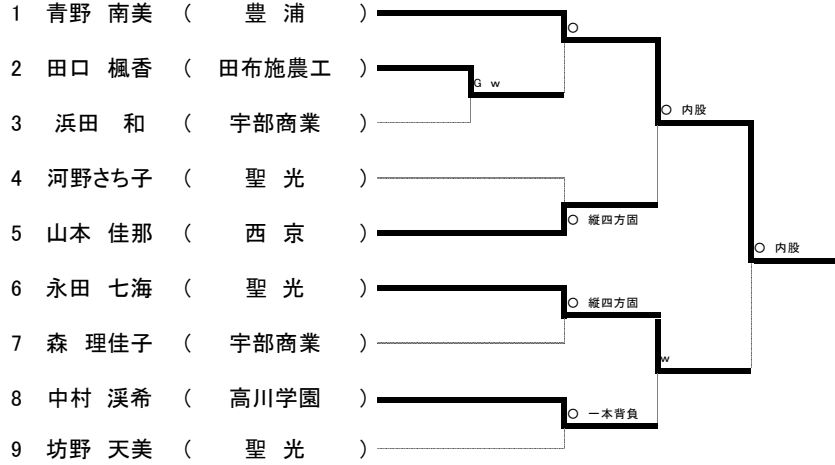 1 青野 南美 ( 豊 浦 )
○
2 田口 楓香 ( 田布施農工 )
G w
3 浜田 和 ( 宇部商業 )
○ 内股
4 河野さち子 ( 聖 光 )
○ 縦四方固
5 山本 佳那 ( 西 京 )
○ 内股
6 永田 七海 ( 聖 光 )
○ 縦四方固
7 森 理佳子 ( 宇部商業 )
w
8 中村 渓希 ( 高川学園 )
○ 一本背負
9 坊野 天美 ( 聖 光 )